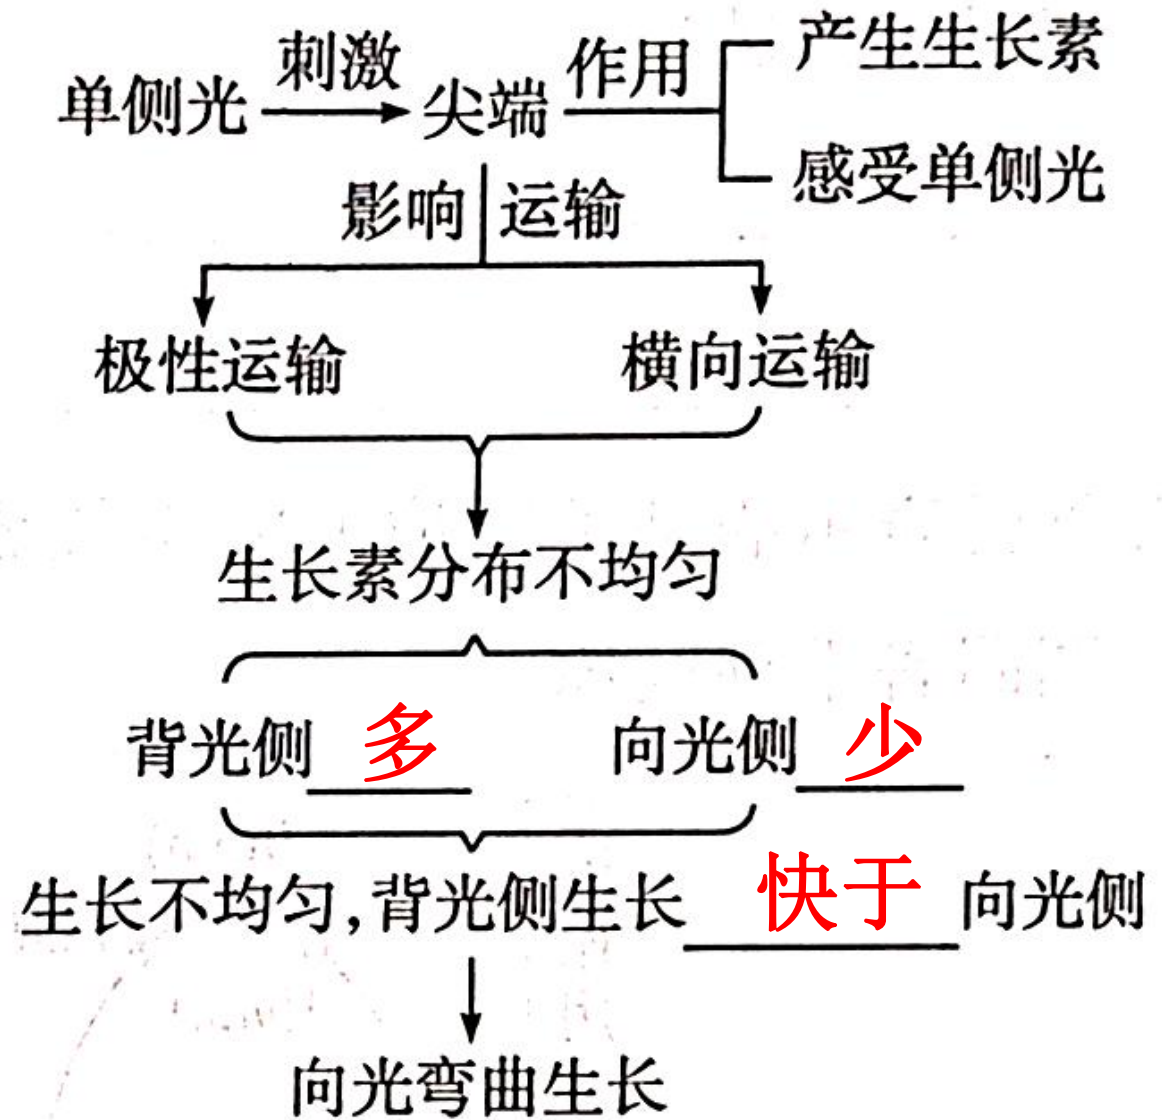 刺激
作用
产生生长素
单侧光
尖端
感受单侧光
影响
运输
极性运输
横向运输
生长素分布不均匀
背光侧 多 向光侧 少
生长不均匀,背光侧生长 快于 向光侧
向光弯曲生长